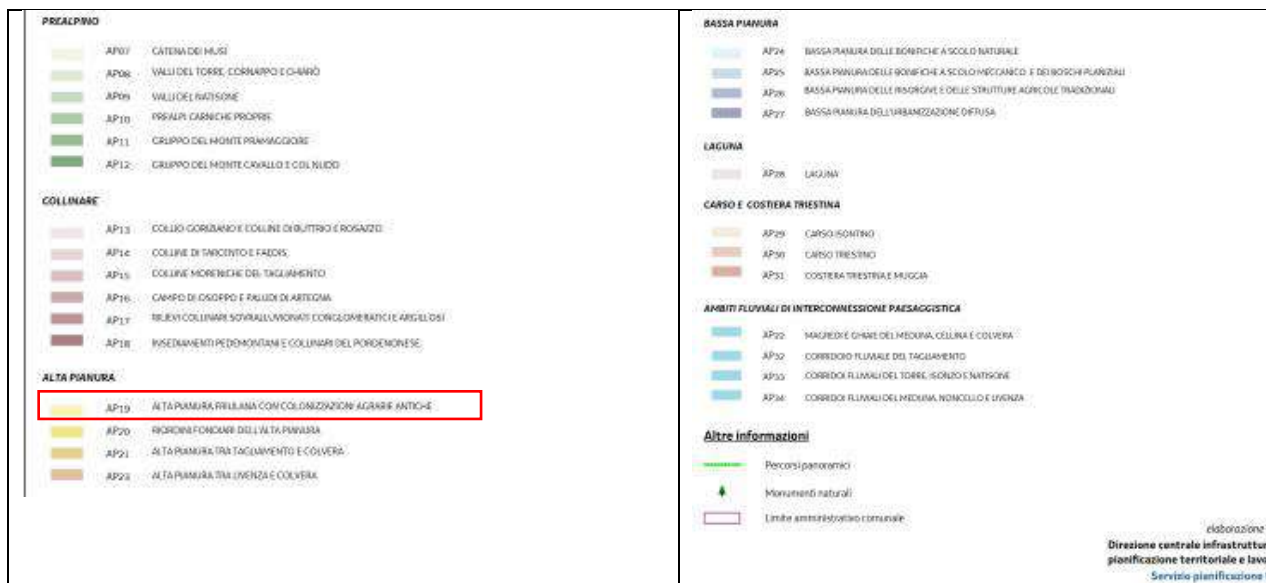 PREALPINO
AP07 CATENA DEI MUSI
AP08 VALLI DEL TORRE, CORNAPPO E CHIARÒ
AP09 VALLI DEL NATISONE
AP10 PREALPI CARNICHE PROPRIE
AP11 GRUPPO DEL MONTE PRAMAGGIORE
AP12 GRUPPO DEL MONTE CAVALLO E COL NUDO
COLLINARE
AP13 COLLIO GORIZIANO E COLLINE DI BUTTRIO E ROSAZZO
AP14 COLLINE DI TARCENTO E FAEDIS
AP15 COLLINE MORENICHE DEL TAGLIAMENTO
AP16 CAMPO DI OSOPPO E PALUDI DI ARTEGNA
AP17 RILIEVI COLLINARI SOVRALLUVIONATI CONGLOMERATICI E ARGILLOSI
AP18 INSEDIAMENTI PEDEMONTANI E COLLINARI DEL PORDENONESE
ALTA PIANURA
AP19 ALTA PIANURA FRIULANA CON COLONIZZAZIONI AGRARIE ANTICHE
AP20 RIORDINI FONDIARI DELL'ALTA PIANURA
AP21 ALTA PIANURA TRA TAGLIAMENTO E COLVERA
AP23 ALTA PIANURA TRA LIVENZA E COLVERA
BASSA PIANURA
AP24 BASSA PIANURA DELLE BONIFICHE A SCOLO NATURALE
AP25 BASSA PIANURA DELLE BONIFICHE A SCOLO MECCANICO E DEI BOSCHI PLANIZIALI
AP26 BASSA PIANURA DELLE RISORGIVE E DELLE STRUTTURE AGRICOLE TRADIZIONALI
AP27 BASSA PIANURA DELL'URBANIZZAZIONE DIFFUSA
LAGUNA
AP28 LAGUNA
CARSO E COSTIERA TRIESTINA
AP29 CARSO ISONTINO
AP30 CARSO TRIESTINO
AP31 COSTIERA TRIESTINA E MUGGIA
AMBITI FLUVIALI DI INTERCONNESSIONE PAESAGGISTICA
AP22 MAGREDI E GHIAIE DEL MEDUNA, CELLINA E COLVERA
AP32 CORRIDOIO FLUVIALE DEL TAGLIAMENTO
AP33 CORRIDOI FLUVIALI DEL TORRE, ISONZO E NATISONE
AP34 CORRIDOI FLUVIALI DEL MEDUNA, NONCELLO E LIVENZA
Altre informazioni
Percorsi panoramici
Monumenti naturali
Limite amministrativo comunale
elaborazione
Direzione centrale infrastruttur
pianificazione territoriale e lavo
Servizio pianificazione